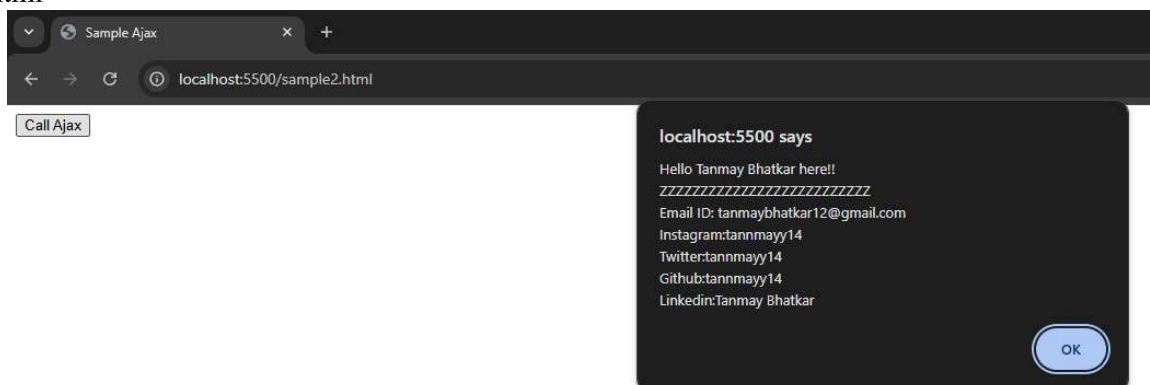 Sample Ajax
localhost:5500/sample2.html
Call Ajax
localhost:5500 says
Hello Tanmay Bhatkar here!!
ZZZZZZZZZZZZZZZZZZZZZZZZZZ
Email ID: tanmaybhatkar12@gmail.com
Instagram:tannmayy14
Twitter:tannmayy14
Github:tannmayy14
Linkedin:Tanmay Bhatkar
OK